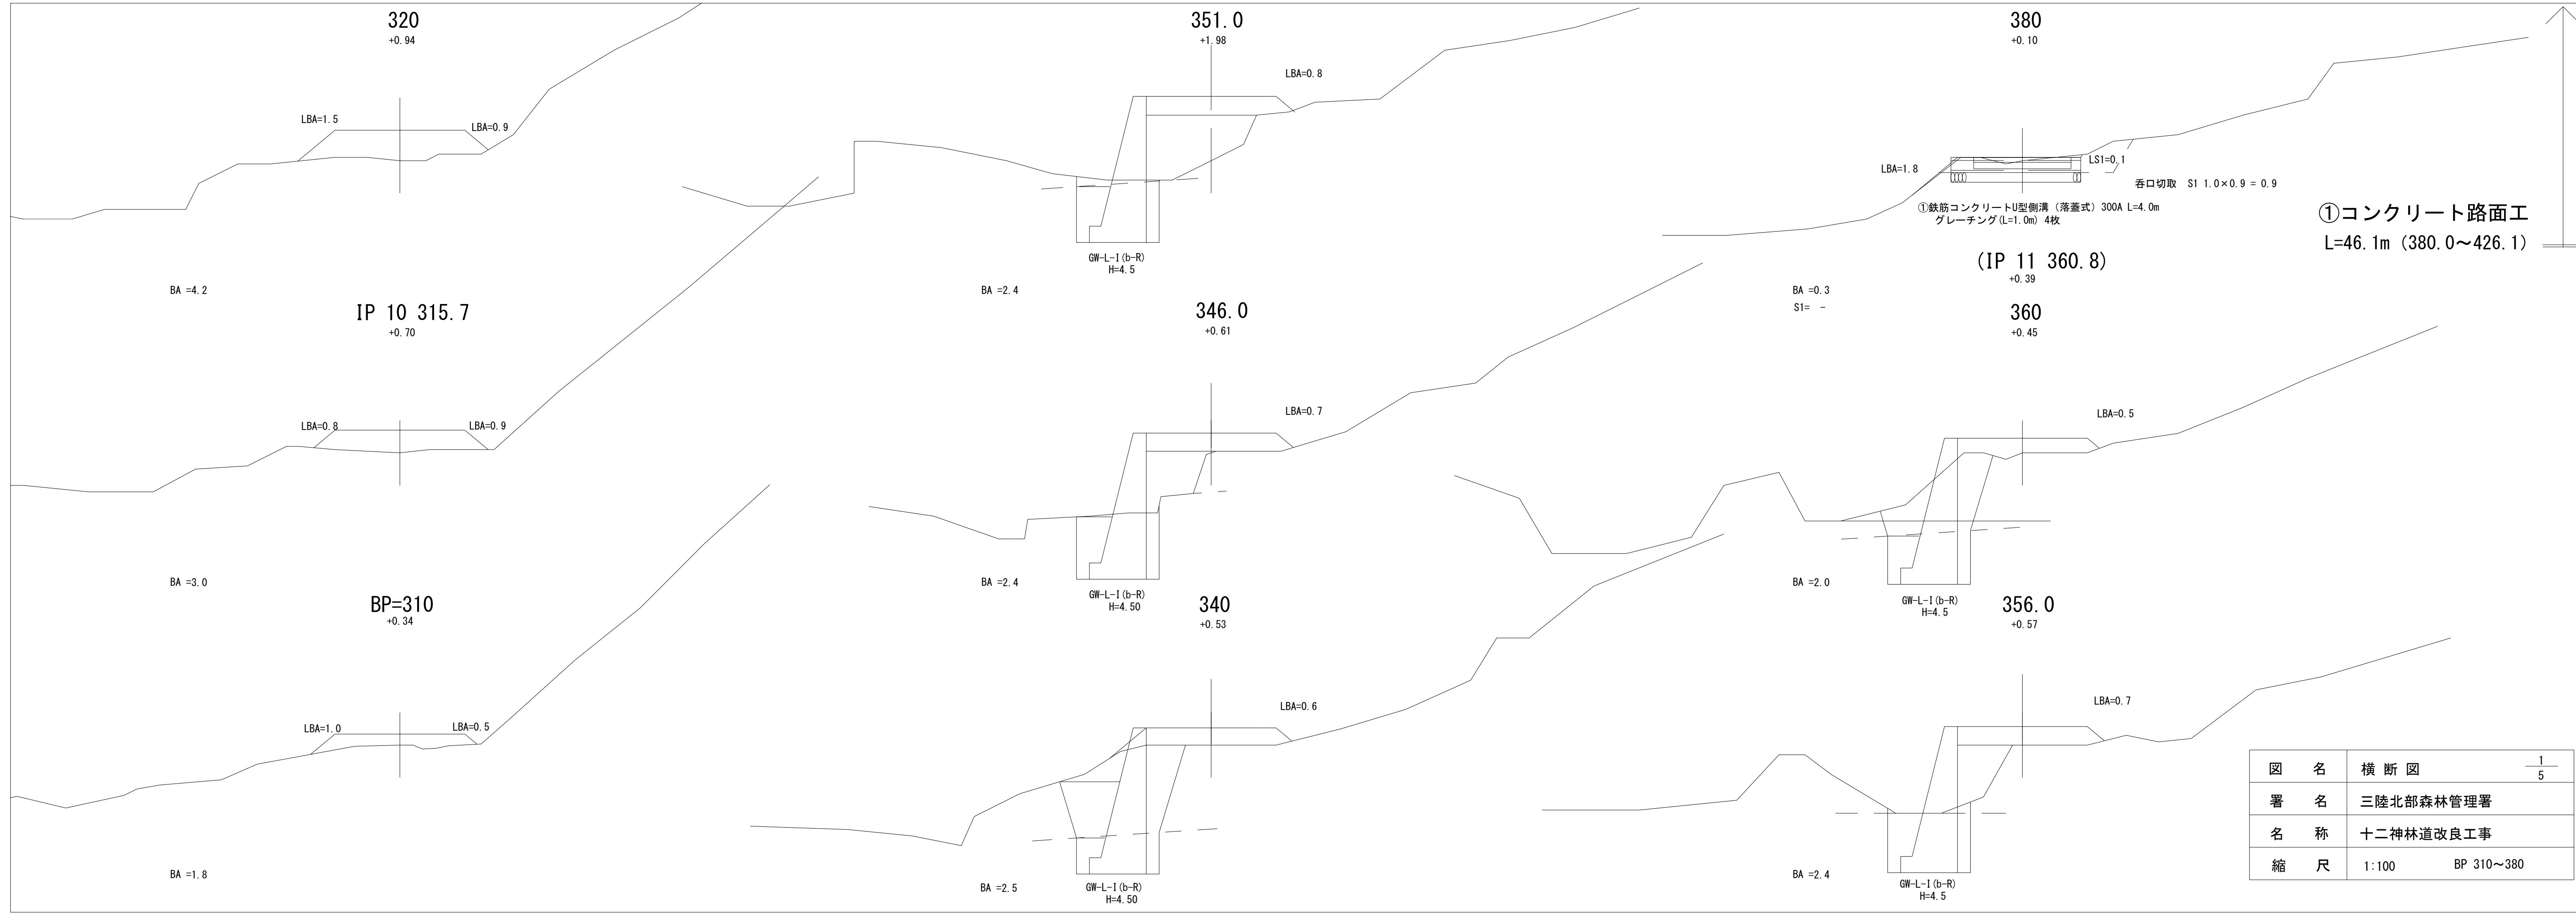 320
+0.94
LBA=1.5
LBA=0.9
BA =4.2
IP 10 315.7
+0.70
LBA=0.8
LBA=0.9
BA =3.0
BP=310
+0.34
LBA=1.0
LBA=0.5
BA =1.8
351.0
+1.98
LBA=0.8
GW-L-I(b-R)
H=4.5
BA =2.4
346.0
+0.61
LBA=0.7
GW-L-I(b-R)
H=4.50
BA =2.4
340
+0.53
LBA=0.6
GW-L-I(b-R)
H=4.50
BA =2.5
380
+0.10
LBA=1.8
LS1=0.1
呑口切取 S1 1.0×0.9 = 0.9
①鉄筋コンクリートU型側溝（落蓋式）300A L=4.0m
グレーチング(L=1.0m) 4枚
BA =0.3
S1= -
(IP 11 360.8)
+0.39
360
+0.45
LBA=0.5
GW-L-I(b-R)
H=4.5
BA =2.0
356.0
+0.57
LBA=0.7
GW-L-I(b-R)
H=4.5
BA =2.4
①コンクリート路面工
L=46.1m（380.0～426.1）
図 名 横 断 図 1/5
署 名 三陸北部森林管理署
名 称 十二神林道改良工事
縮 尺 1:100 BP 310～380